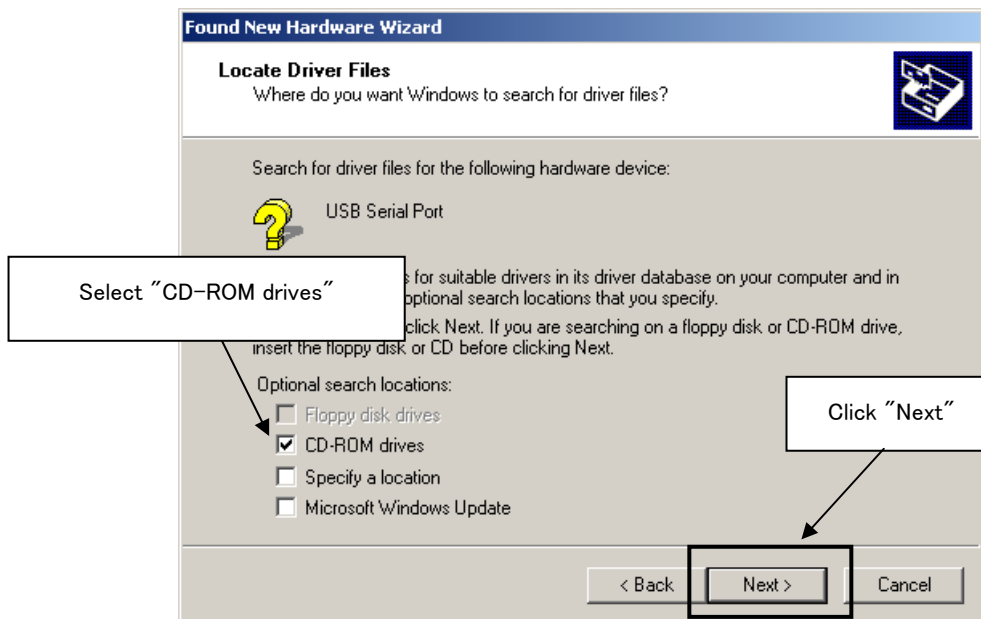 Found New Hardware Wizard
Locate Driver Files
Where do you want Windows to search for driver files?
Search for driver files for the following hardware device:
USB Serial Port
s for suitable drivers in its driver database on your computer and in
optional search locations that you specify.
Select "CD-ROM drives"
click Next. If you are searching on a floppy disk or CD-ROM drive,
insert the floppy disk or CD before clicking Next.
Optional search locations:
Floppy disk drives
CD-ROM drives
Specify a location
Microsoft Windows Update
Click "Next"
< Back
Next >
Cancel